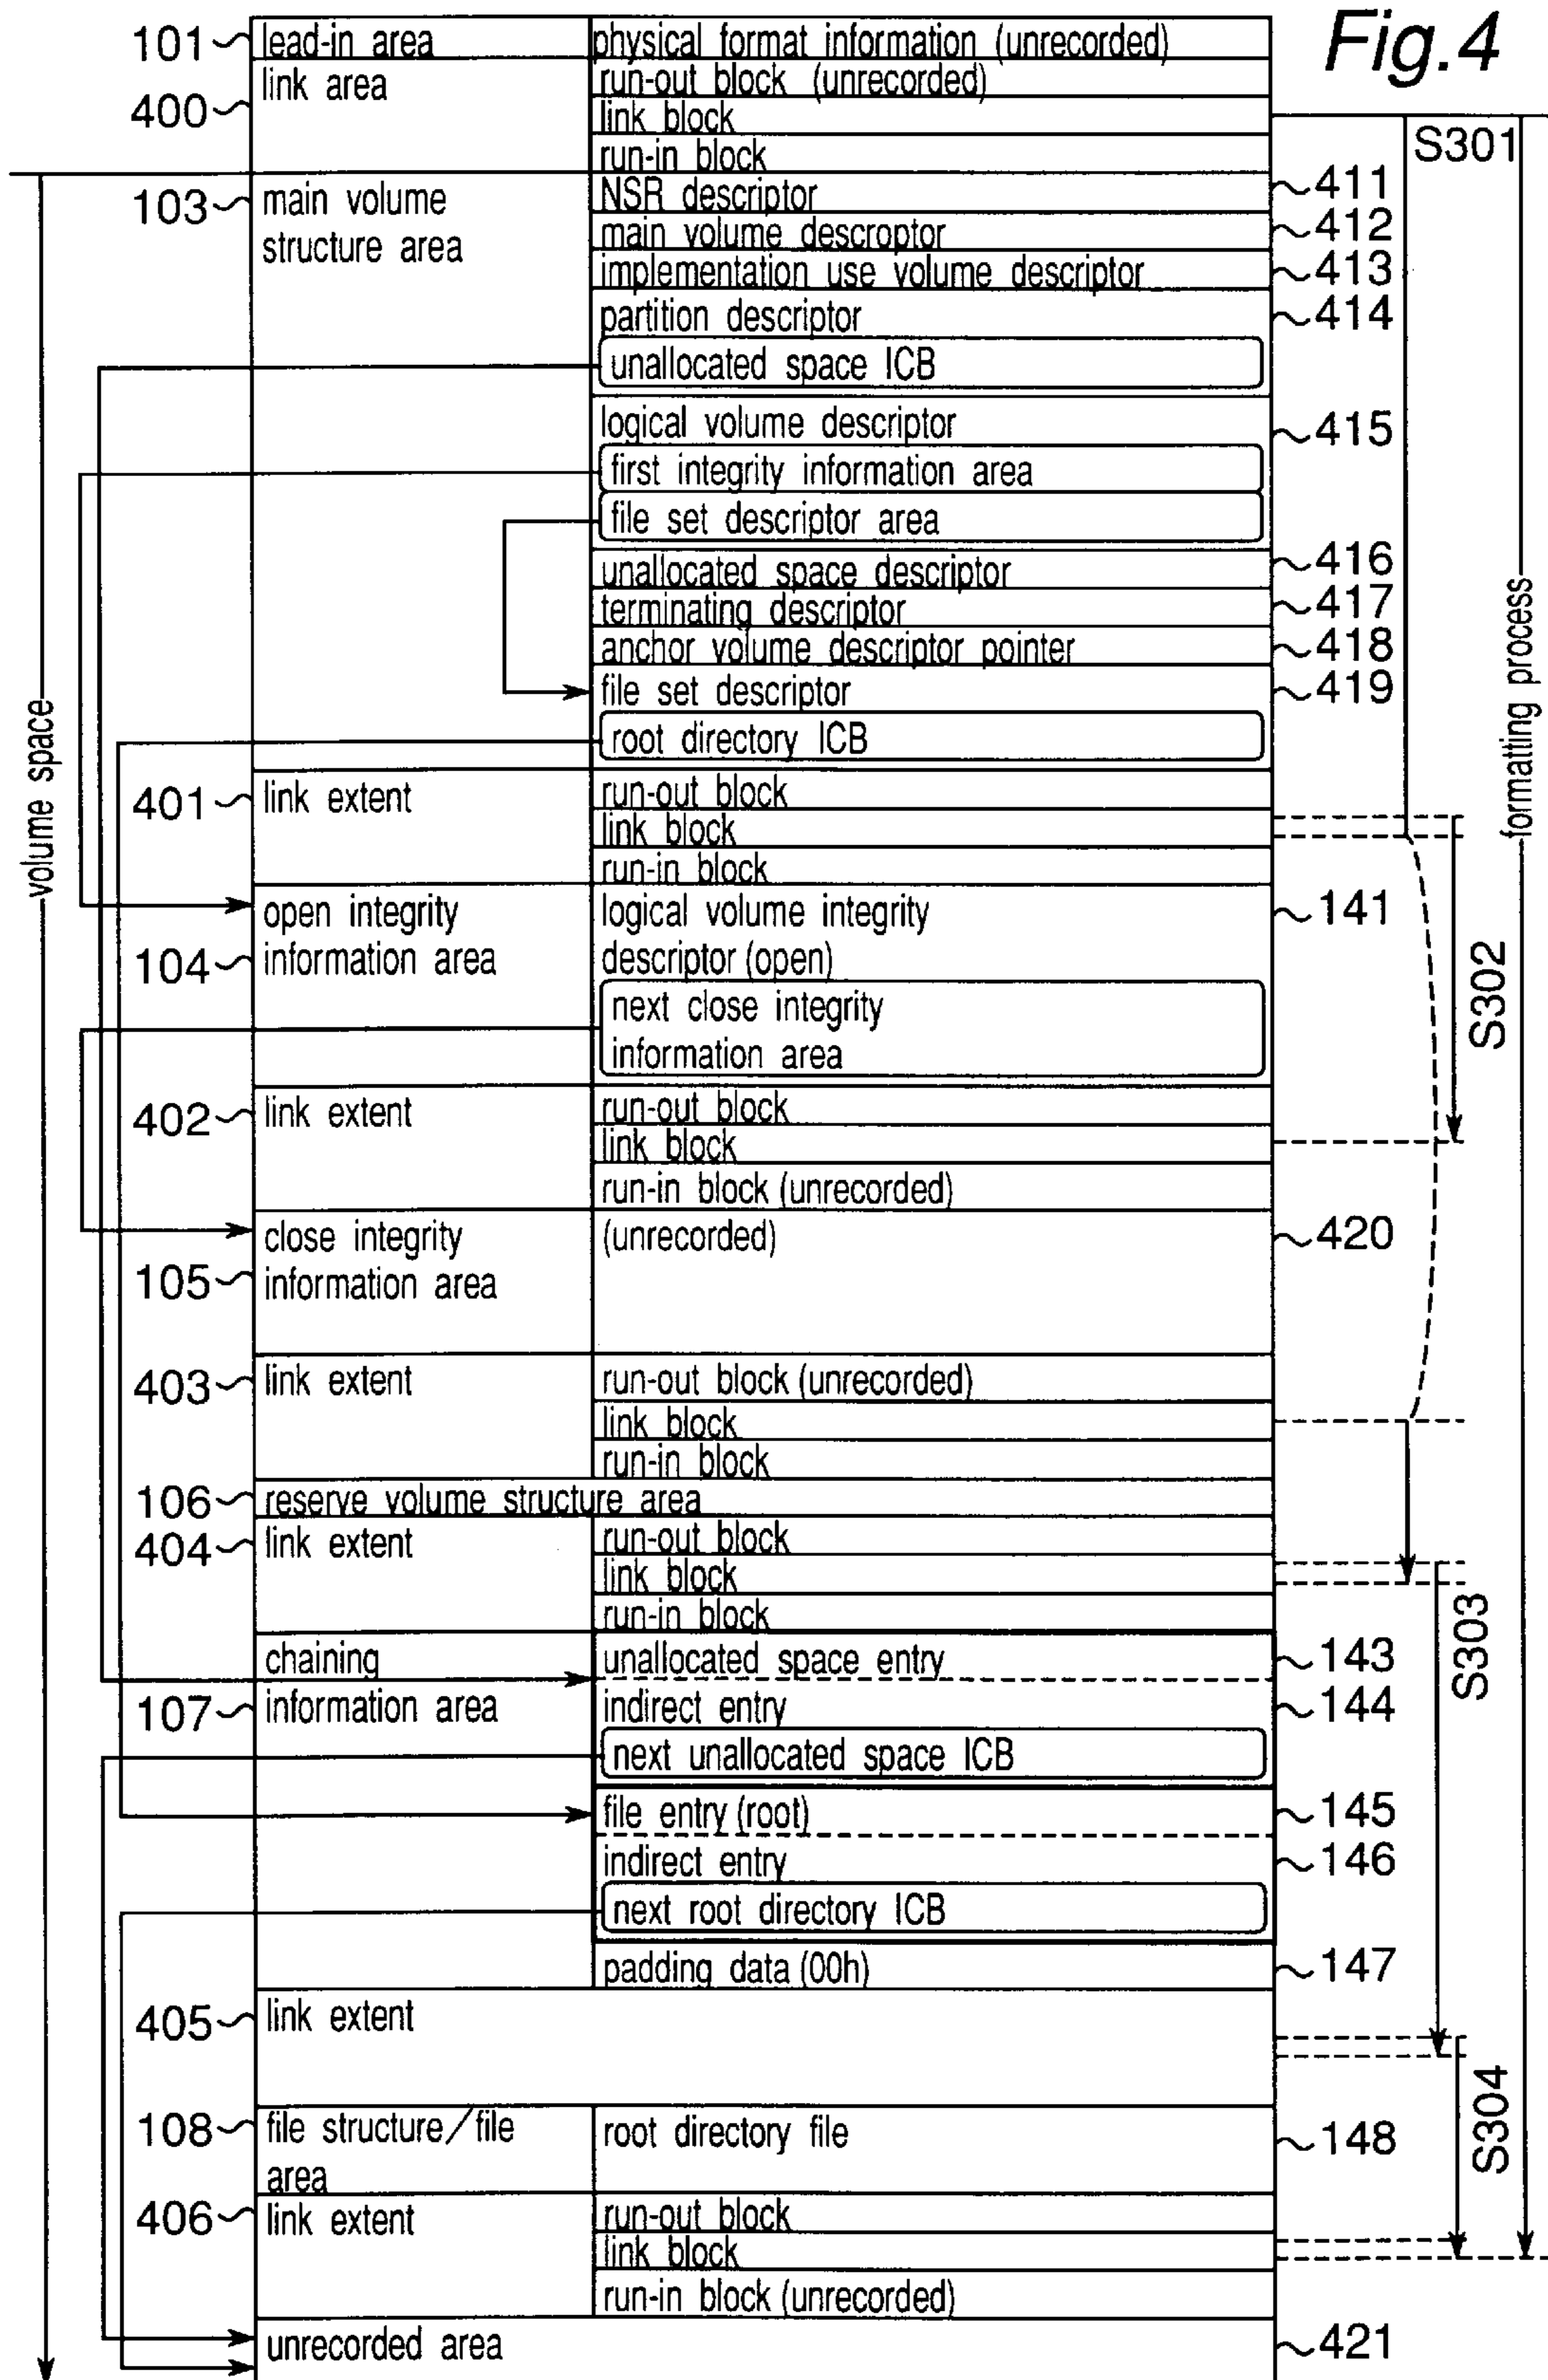 Fig.4
101 lead-in area physical format information (unrecorded)
400 link area run-out block (unrecorded)
link block
run-in block
S301
103 main volume structure area NSR descriptor 411
main volume descroptor 412
implementation use volume descriptor 413
partition descriptor 414
unallocated space ICB
logical volume descriptor 415
first integrity information area
file set descriptor area
unallocated space descriptor 416
terminating descriptor 417
anchor volume descriptor pointer 418
file set descriptor 419
root directory ICB
volume space
formatting process
401 link extent run-out block
link block
run-in block
104 open integrity information area
logical volume integrity 141
descriptor (open)
next close integrity
information area
S302
402 link extent run-out block
link block
run-in block (unrecorded)
105 close integrity information area
(unrecorded) 420
403 link extent run-out block (unrecorded)
link block
run-in block
106 reserve volume structure area
404 link extent run-out block
link block
run-in block
S303
107 chaining information area
unallocated space entry 143
indirect entry 144
next unallocated space ICB
file entry (root) 145
indirect entry 146
next root directory ICB
padding data (00h) 147
405 link extent
S304
108 file structure/file area
root directory file 148
406 link extent run-out block
link block
run-in block (unrecorded)
unrecorded area 421